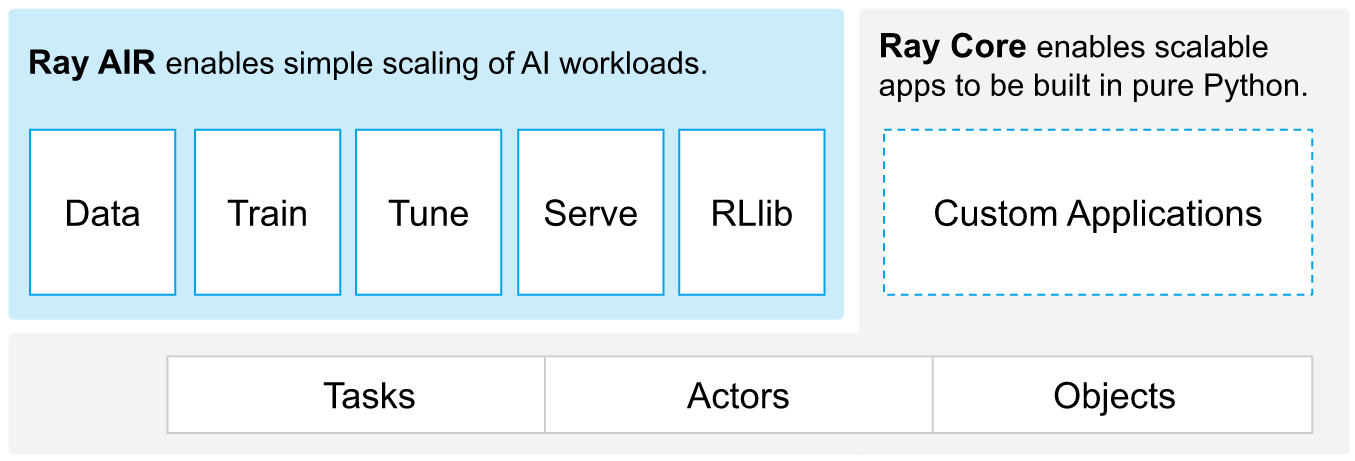 Ray AIR enables simple scaling of AI workloads.
Data
Train
Tune
Serve
RLlib
Ray Core enables scalable
apps to be built in pure Python.
Custom Applications
Tasks
Actors
Objects